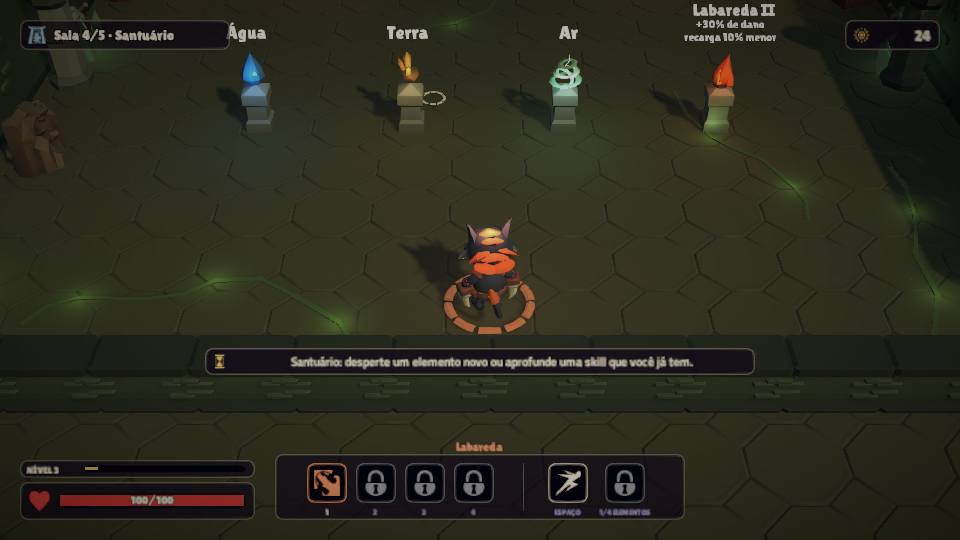 Sala 4/5 · Santuário
Água
Terra
Ar
Labareda II
+30% de dano
recarga 10% menor
24
Santuário: desperte um elemento novo ou aprofunde uma skill que você já tem.
Labareda
NÍVEL 3
100/100
1
2
3
4
ESPAÇO
1/4 ELEMENTOS